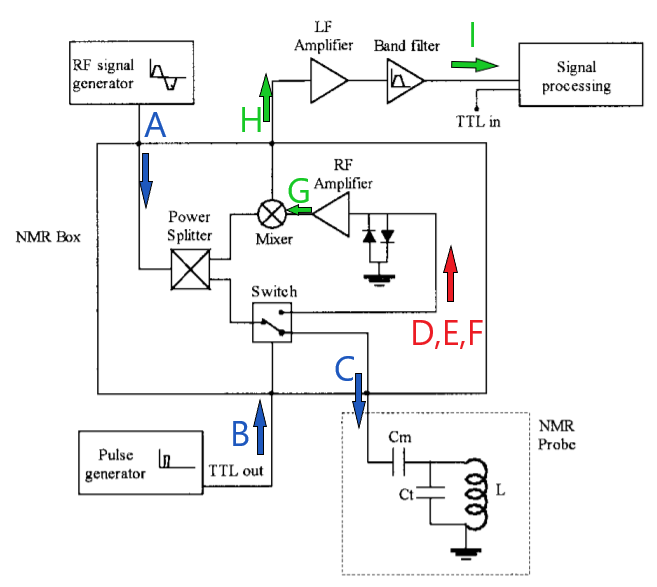 LF
Amplifier
Band filter
I
RF signal
generator
Signal
processing
A
H
TTL in
RF
Amplifier
G
Power
Splitter
Mixer
NMR Box
Switch
D,E,F
C
B
NMR
Probe
Pulse
generator
TTL out
Cm
Ct
L